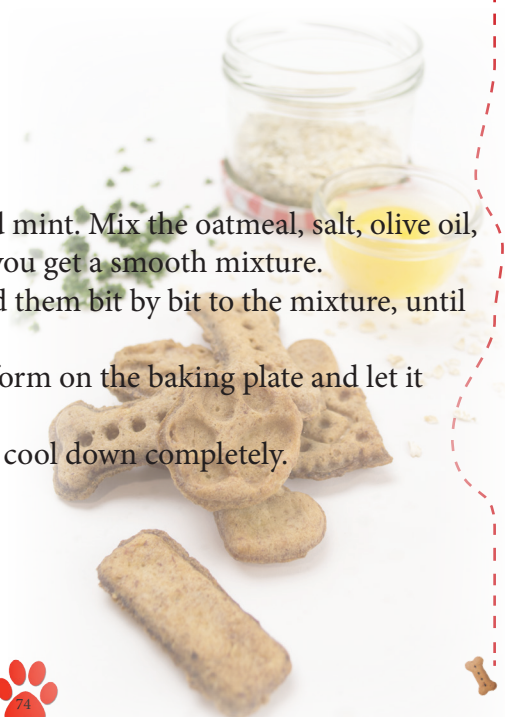 mint. Mix the oatmeal, salt, olive oil,
you get a smooth mixture.
them bit by bit to the mixture, until
orm on the baking plate and let it
cool down completely.
74